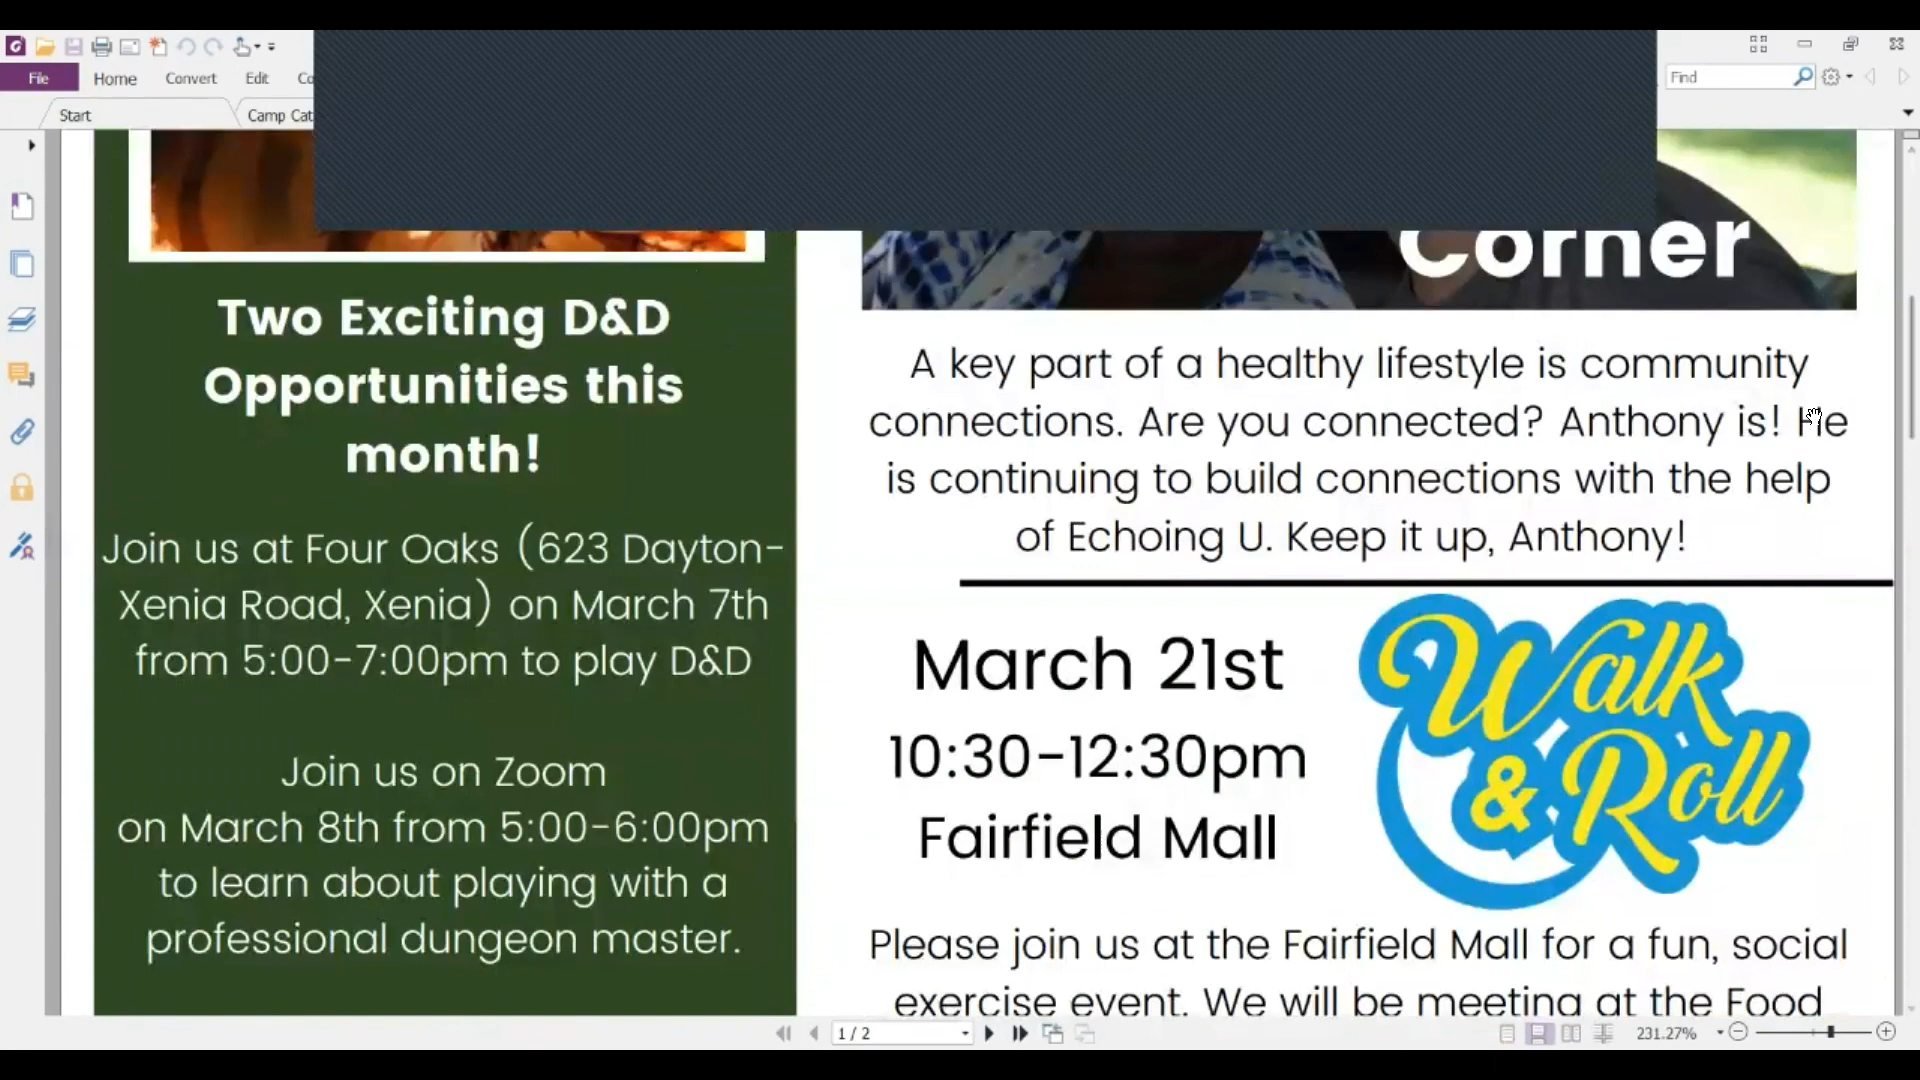 File
Home
Convert
Edit
Find
Start
Camp Cat
Corner
Two Exciting D&D
Opportunities this
month!
Join us at Four Oaks (623 Dayton-
Xenia Road, Xenia) on March 7th
from 5:00-7:00pm to play D&D
Join us on Zoom
on March 8th from 5:00-6:00pm
to learn about playing with a
professional dungeon master.
A key part of a healthy lifestyle is community
connections. Are you connected? Anthony is! He
is continuing to build connections with the help
of Echoing U. Keep it up, Anthony!
March 21st
10:30-12:30pm
Fairfield Mall
Walk
& Roll
Please join us at the Fairfield Mall for a fun, social
exercise event. We will be meeting at the Food
1 / 2
231.27%